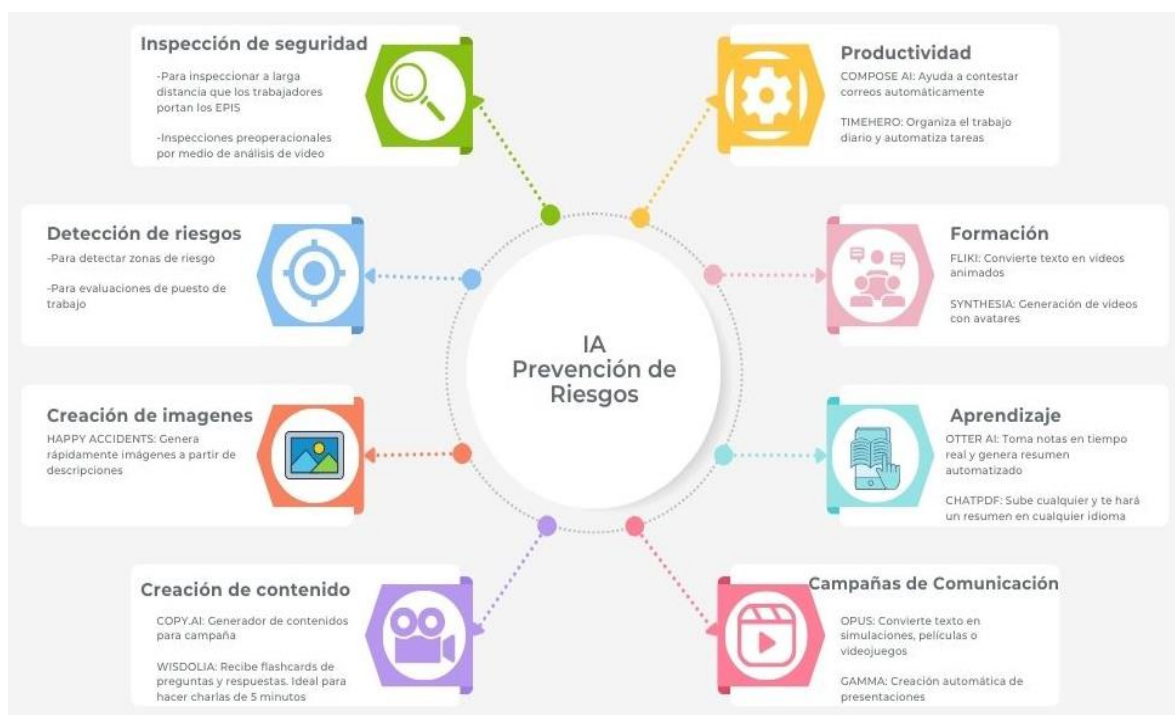 Inspección de seguridad
-Para inspeccionar a larga
distancia que los trabajadores
portan los EPIS
-Inspecciones preoperacionales
por medio de análisis de video
Productividad
COMPOSE AI: Ayuda a contestar
correos automáticamente
TIMEHERO: Organiza el trabajo
diario y automatiza tareas
Detección de riesgos
-Para detectar zonas de riesgo
-Para evaluaciones de puesto de
trabajo
Formación
FLIKI: Convierte texto en vídeos
animados
SYNTHESIA: Generación de vídeos
con avatares
IA
Prevención de
Riesgos
Creación de imagenes
HAPPY ACCIDENTS: Genera
rápidamente imágenes a partir de
descripciones
Aprendizaje
OTTER AI: Toma notas en tiempo
real y genera resumen
automatizado
CHATPDF: Sube cualquier y te hará
un resumen en cualquier idioma
Creación de contenido
COPY.AI: Generador de contenidos
para campaña
WISDOLIA: Recibe flashcards de
preguntas y respuestas. Ideal para
hacer charlas de 5 minutos
Campañas de Comunicación
OPUS: Convierte texto en
simulaciones, películas o
videojuegos
GAMMA: Creación automática de
presentaciones